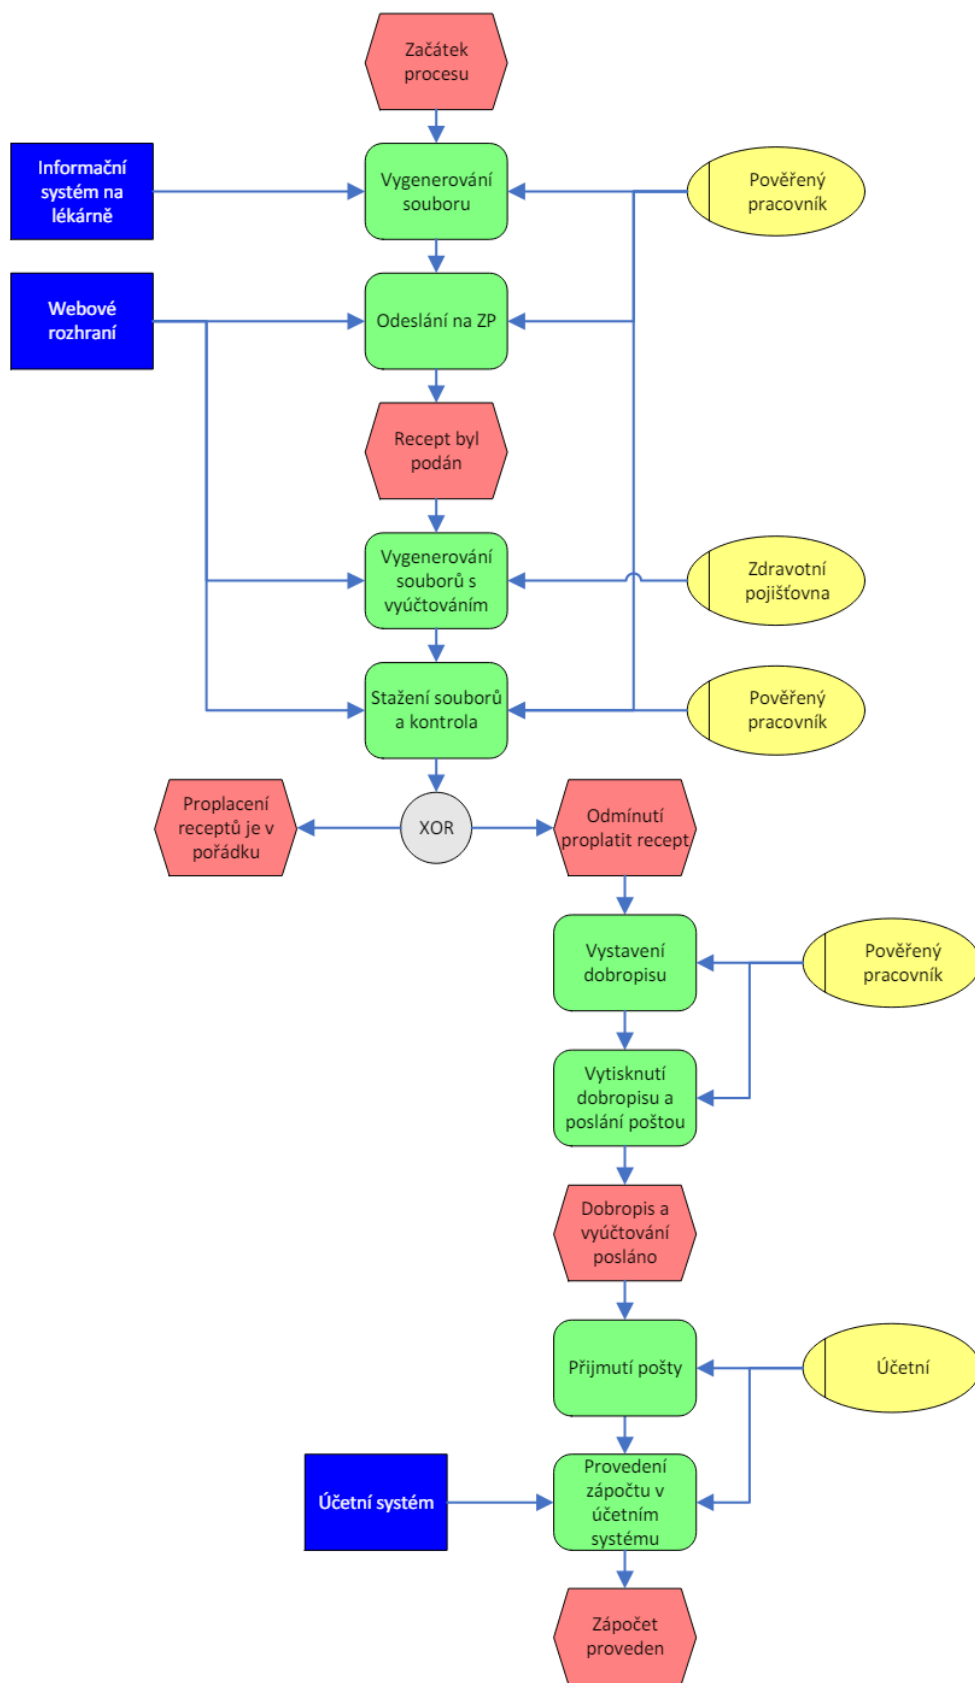 Začátek
procesu
Informační
systém na
lékárně
Vygenerování
souboru
Pověřený
pracovník
Webové
rozhraní
Odeslání na ZP
Recept byl
podán
Vygenerování
souborů s
vyúčtováním
Zdravotní
pojišťovna
Stažení souborů
a kontrola
Pověřený
pracovník
Proplacení
receptů je v
pořádku
XOR
Odmínutí
proplatit recept
Vystavení
dobropisu
Pověřený
pracovník
Vytisknutí
dobropisu a
poslání poštou
Dobropis a
vyúčtování
posláno
Přijmutí pošty
Účetní
Účetní systém
Provedení
zápočtu v
účetním
systému
Zápočet
proveden